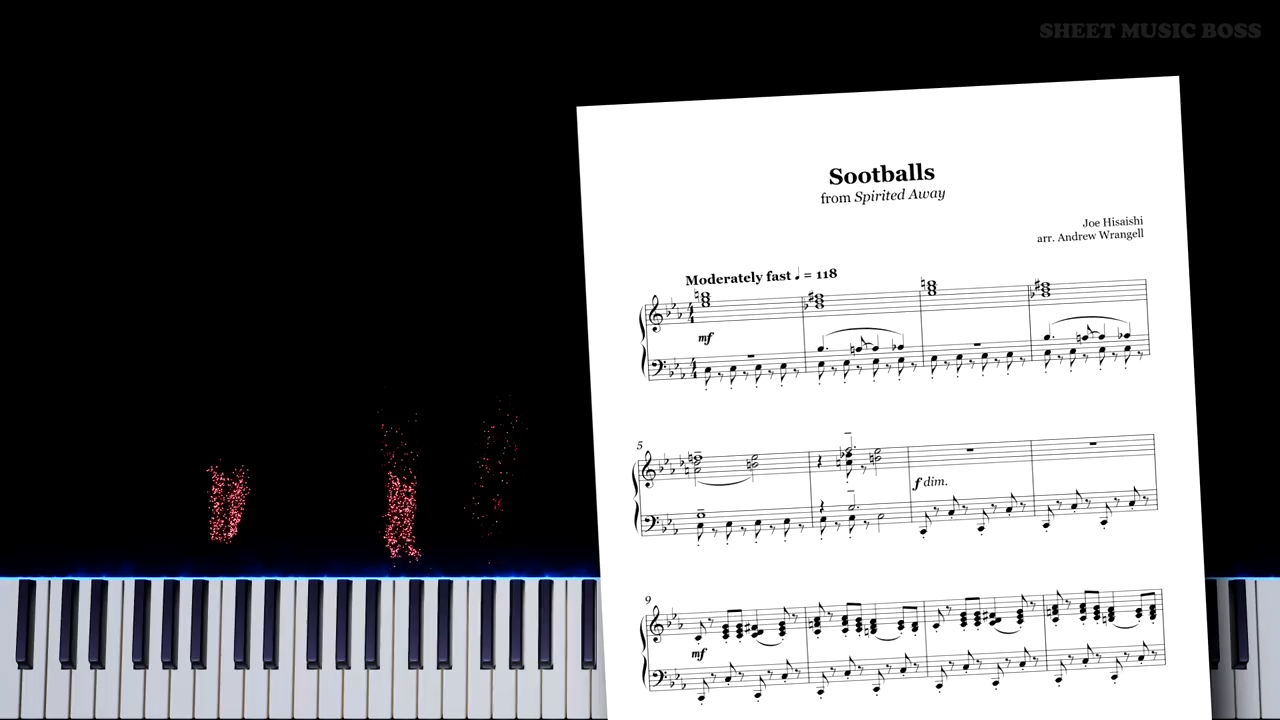 SHEET MUSIC BOSS
Sootballs
from Spirited Away
Joe Hisaishi
arr. Andrew Wrangell
Moderately fast ♩ = 118
mf
5
f dim.
9
mf